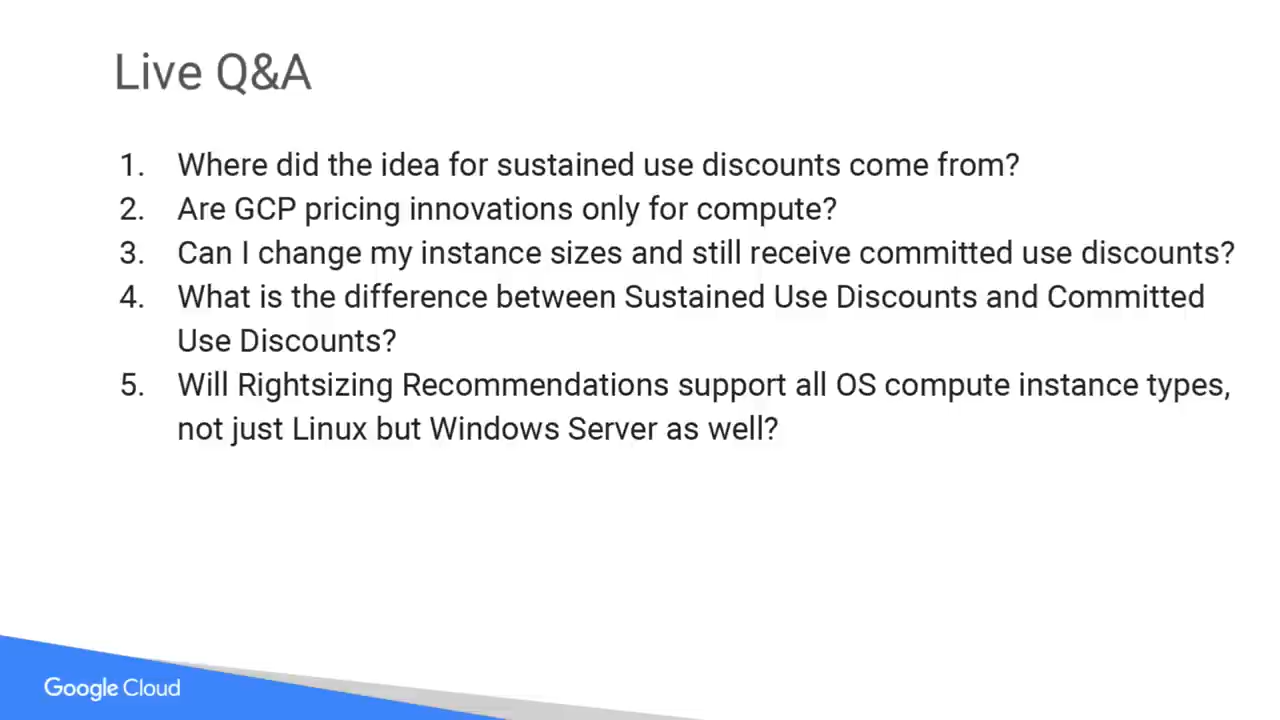 Live Q&A
1. Where did the idea for sustained use discounts come from?
2. Are GCP pricing innovations only for compute?
3. Can I change my instance sizes and still receive committed use discounts?
4. What is the difference between Sustained Use Discounts and Committed
Use Discounts?
5. Will Rightsizing Recommendations support all OS compute instance types,
not just Linux but Windows Server as well?
Google Cloud